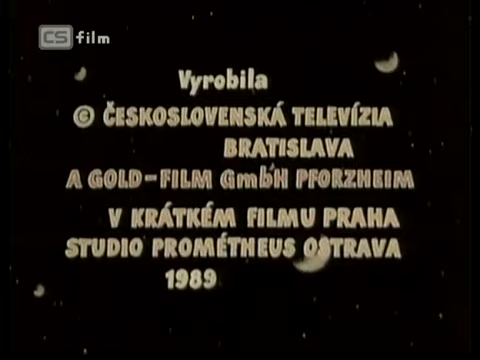 CS film
Vyrobila
© ČESKOSLOVENSKÁ TELEVÍZIA
BRATISLAVA
A GOLD-FILM GmbH PFORZHEIM
V KRÁTKÉM FILMU PRAHA
STUDIO PROMÉTHEUS OSTRAVA
1989